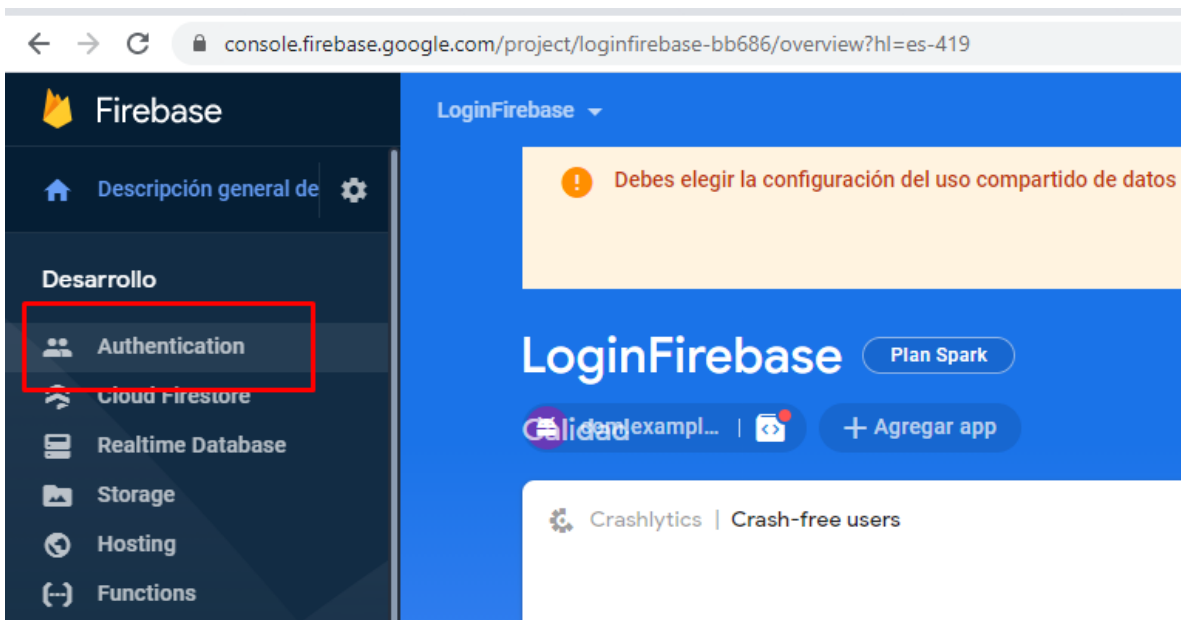 console.firebase.google.com/project/loginfirebase-bb686/overview?hl=es-419
Firebase
LoginFirebase
Descripción general de
Debes elegir la configuración del uso compartido de datos
Desarrollo
Authentication
LoginFirebase Plan Spark
Cloud Firestore
Calidad
exampl... | + Agregar app
Realtime Database
Storage
Crashlytics | Crash-free users
Hosting
Functions